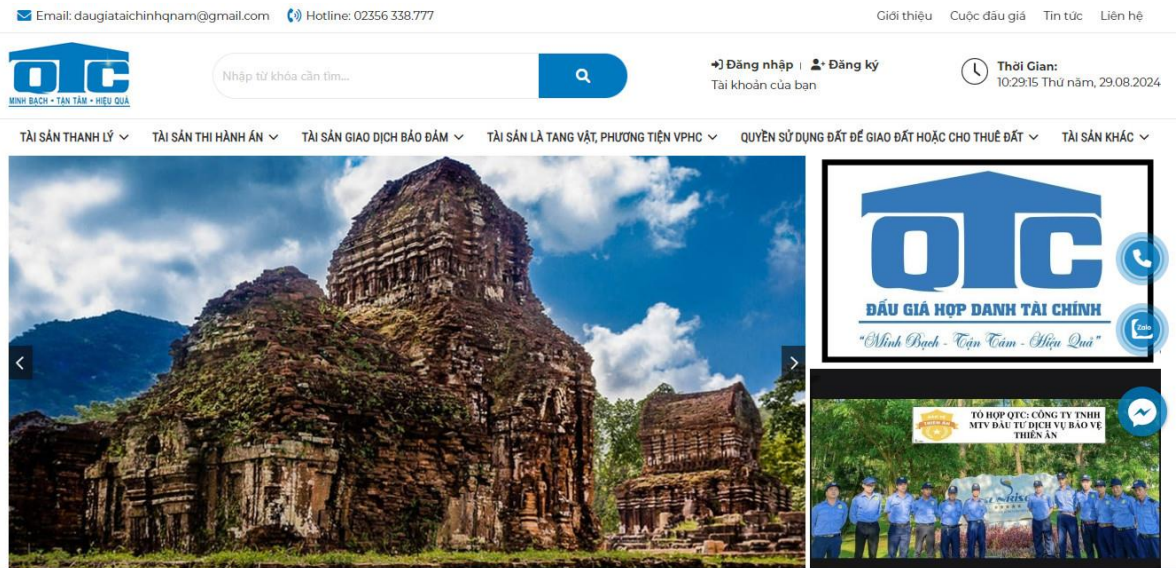 Email: daugiataichinhqnam@gmail.com
Hotline: 02356 338.777
Giới thiệu
Cuộc đấu giá
Tin tức
Liên hệ
QTC
MINH BẠCH • TẬN TÂM • HIỆU QUẢ
Nhập từ khóa cần tìm...
Đăng nhập | Đăng ký
Tài khoản của bạn
Thời Gian:
10:29:15 Thứ năm, 29.08.2024
TÀI SẢN THANH LÝ
TÀI SẢN THI HÀNH ÁN
TÀI SẢN GIAO DỊCH BẢO ĐẢM
TÀI SẢN LÀ TANG VẬT, PHƯƠNG TIỆN VPHC
QUYỀN SỬ DỤNG ĐẤT ĐỂ GIAO ĐẤT HOẶC CHO THUÊ ĐẤT
TÀI SẢN KHÁC
QTC
ĐẤU GIÁ HỢP DANH TÀI CHÍNH
"Minh Bạch - Tận Tâm - Hiệu Quả"
Zalo
THIÊN ÂN
TỔ HỢP QTC: CÔNG TY TNHH
MTV ĐẦU TƯ DỊCH VỤ BẢO VỆ
THIÊN ÂN